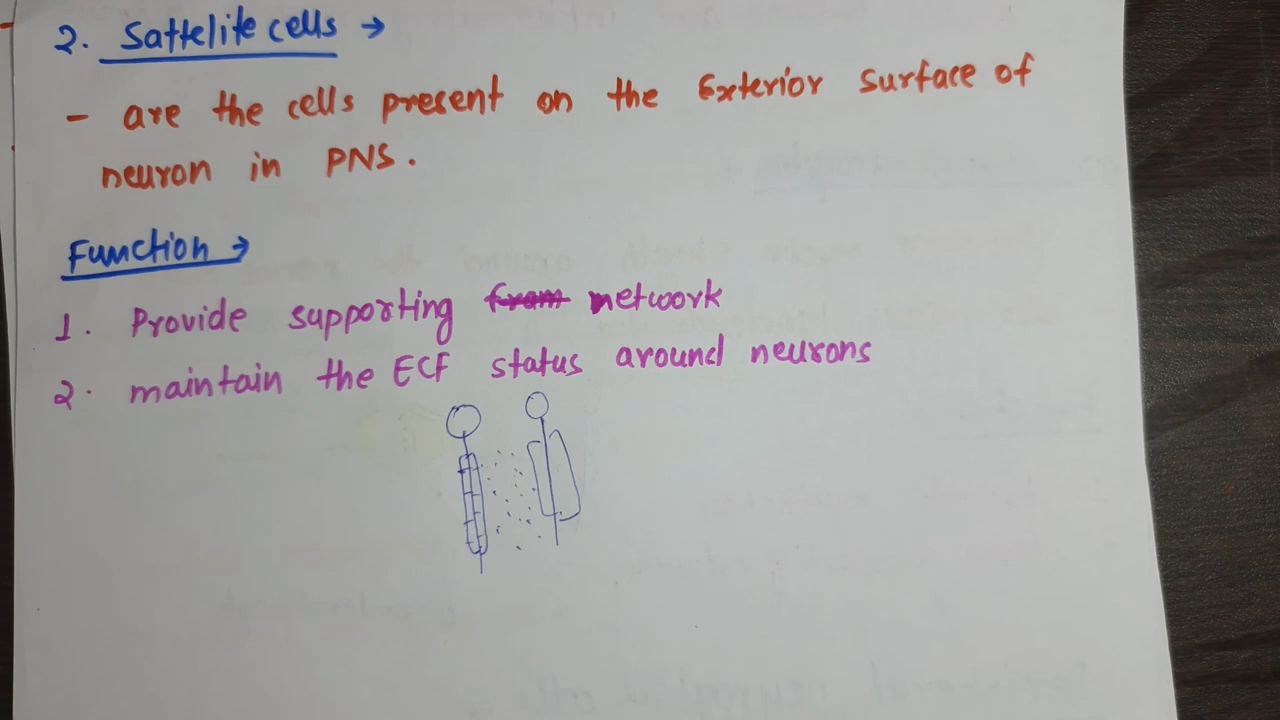 2. Sattelite cells →
- are the cells present on the Exterior surface of
neuron in PNS.
Function →
1. Provide supporting fram network
2. maintain the ECF status around neurons